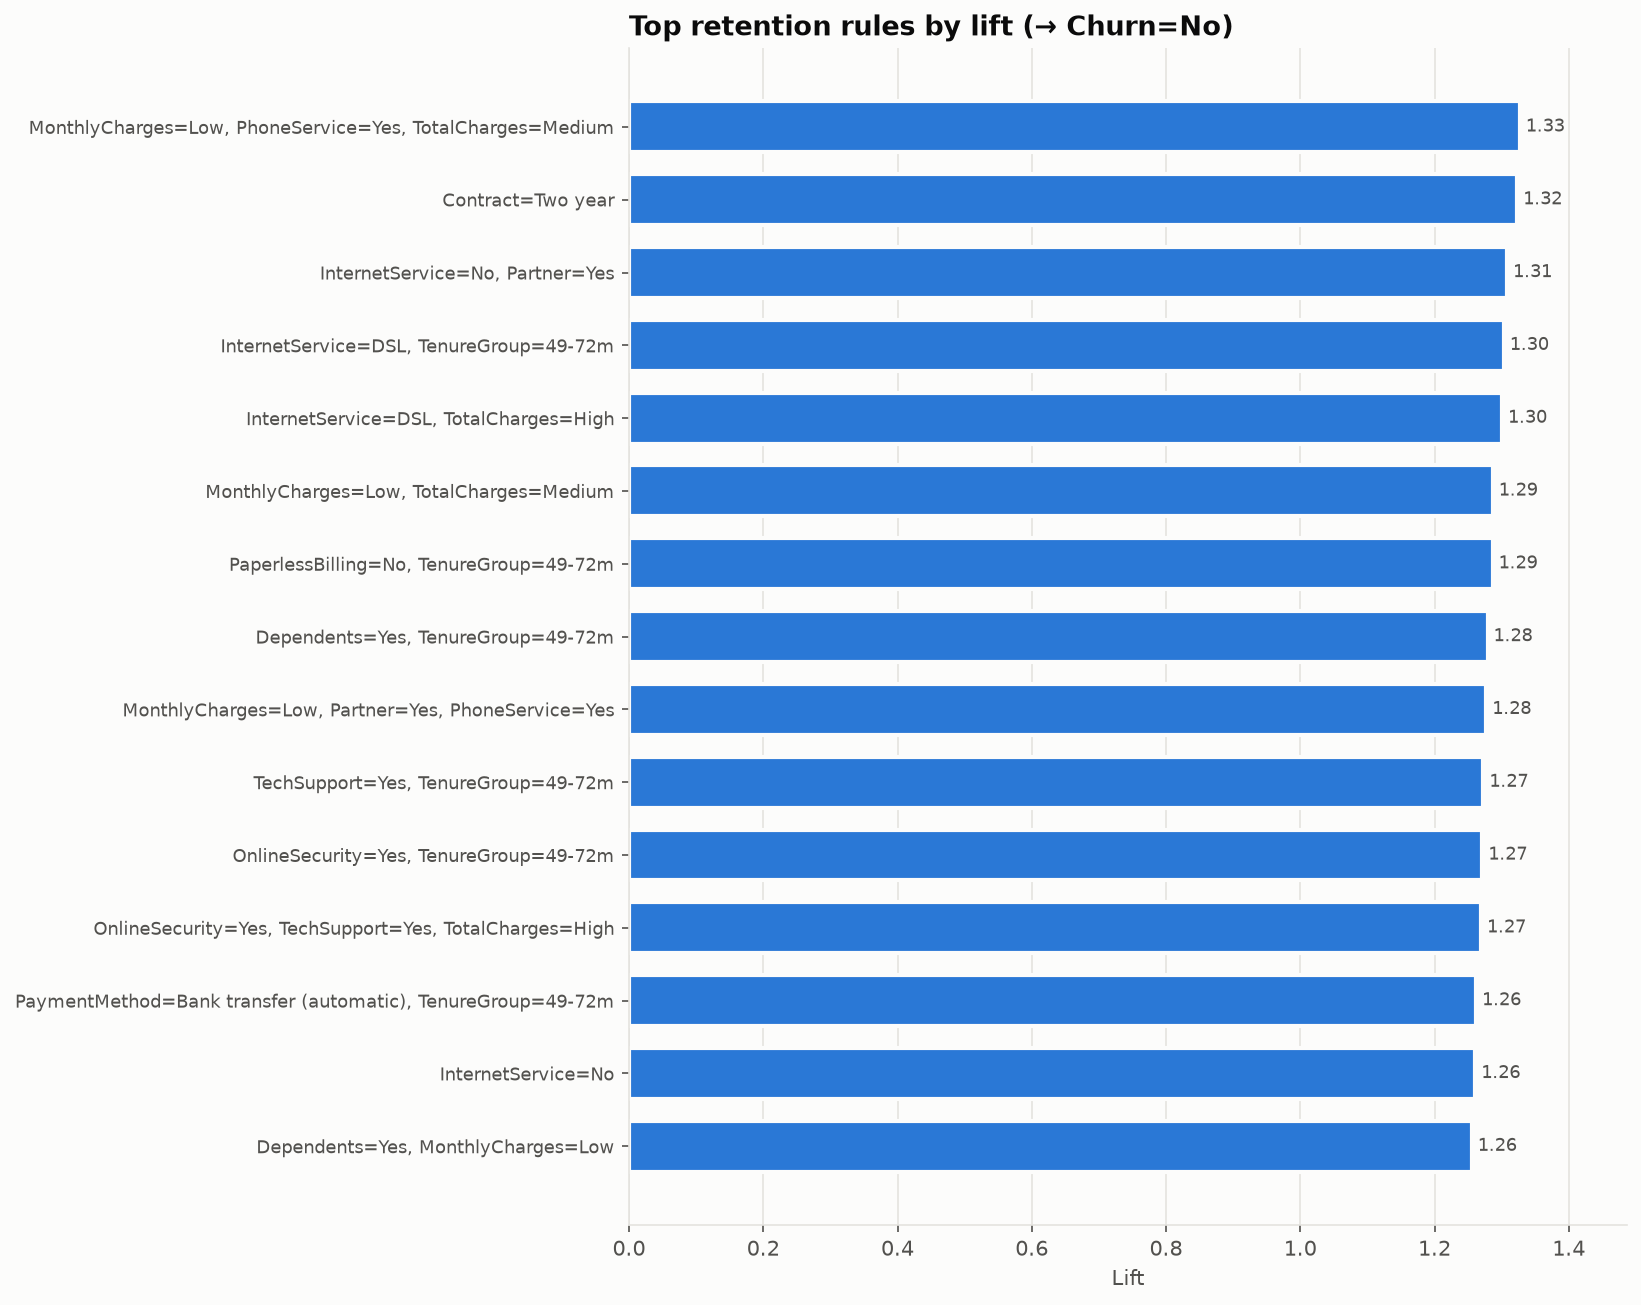 Top retention rules by lift (→ Churn=No)
MonthlyCharges=Low, PhoneService=Yes, TotalCharges=Medium 1.33
Contract=Two year 1.32
InternetService=No, Partner=Yes 1.31
InternetService=DSL, TenureGroup=49-72m 1.30
InternetService=DSL, TotalCharges=High 1.30
MonthlyCharges=Low, TotalCharges=Medium 1.29
PaperlessBilling=No, TenureGroup=49-72m 1.29
Dependents=Yes, TenureGroup=49-72m 1.28
MonthlyCharges=Low, Partner=Yes, PhoneService=Yes 1.28
TechSupport=Yes, TenureGroup=49-72m 1.27
OnlineSecurity=Yes, TenureGroup=49-72m 1.27
OnlineSecurity=Yes, TechSupport=Yes, TotalCharges=High 1.27
PaymentMethod=Bank transfer (automatic), TenureGroup=49-72m 1.26
InternetService=No 1.26
Dependents=Yes, MonthlyCharges=Low 1.26
0.0 0.2 0.4 0.6 0.8 1.0 1.2 1.4
Lift